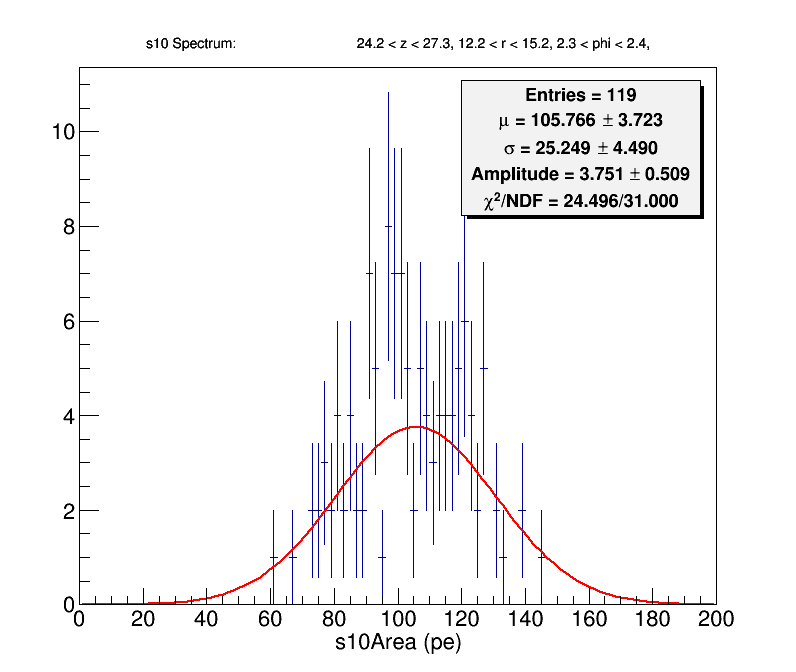 s10 Spectrum: 24.2 < z < 27.3, 12.2 < r < 15.2, 2.3 < phi < 2.4,
Entries = 119
μ = 105.766 ± 3.723
σ = 25.249 ± 4.490
Amplitude = 3.751 ± 0.509
χ²/NDF = 24.496/31.000
10
8
6
4
2
0
0 20 40 60 80 100 120 140 160 180 200
s10Area (pe)